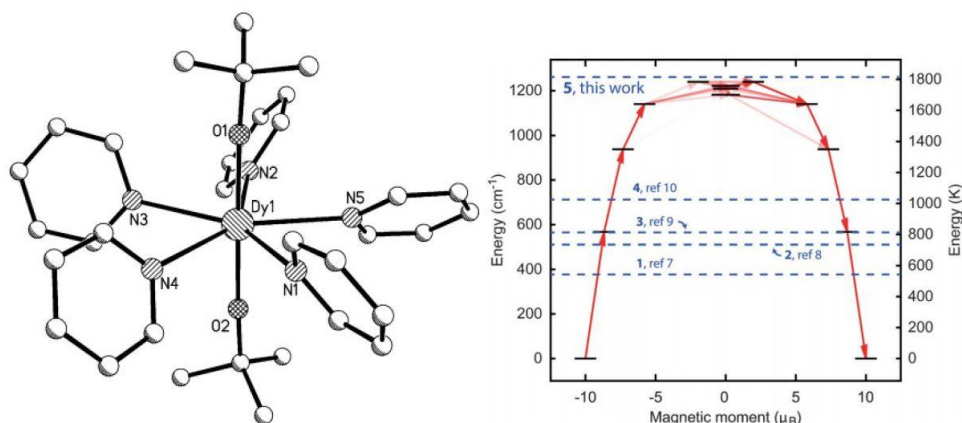 O1
N2
N3
Dy1
N5
N4
N1
O2
Energy (cm⁻¹)
1200
1000
800
600
400
200
0
5, this work
4, ref 10
3, ref 9
2, ref 8
1, ref 7
1800
1600
1400
1200
1000
800
600
400
200
0
Energy (K)
-10 -5 0 5 10
Magnetic moment (μB)